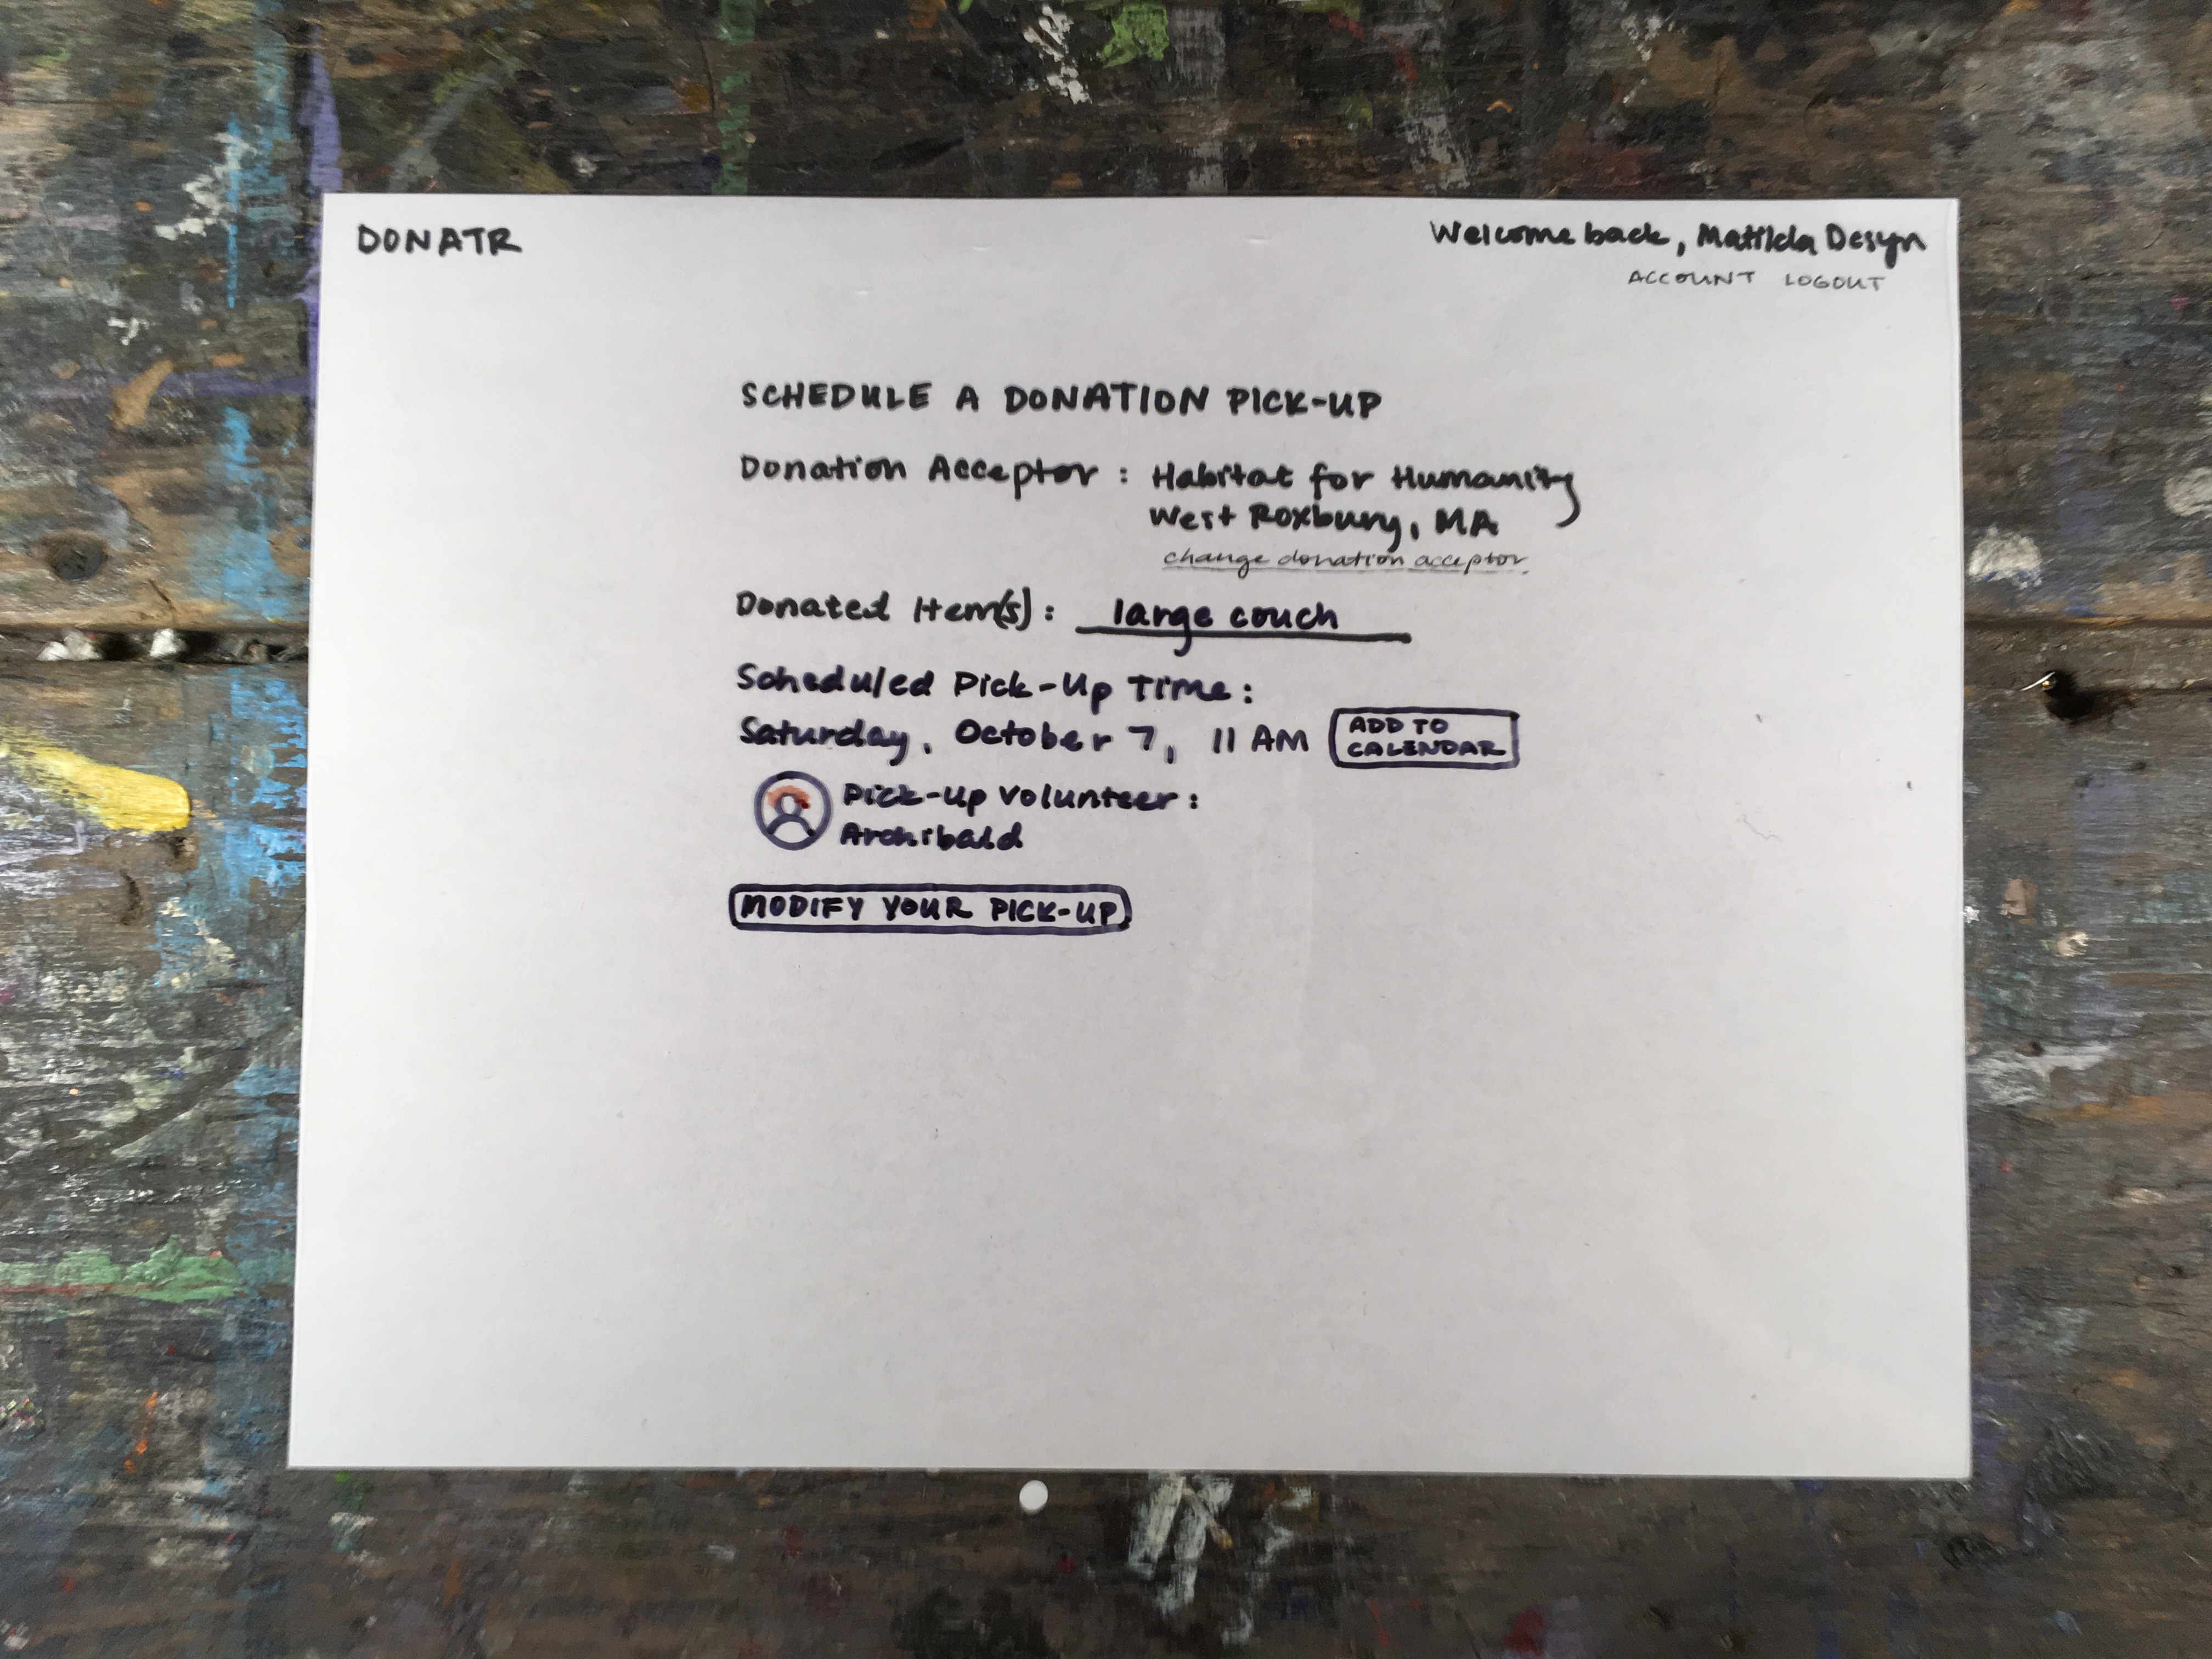 DONATR
Welcome back, Matilda Desyn
ACCOUNT LOGOUT
SCHEDULE A DONATION PICK-UP
Donation Acceptor: Habitat for Humanity
West Roxbury, MA
change donation acceptor
Donated Item(s): large couch
Scheduled Pick-Up Time:
Saturday, October 7, 11 AM
ADD TO
CALENDAR
Pick-up Volunteer:
Archibald
MODIFY YOUR PICK-UP